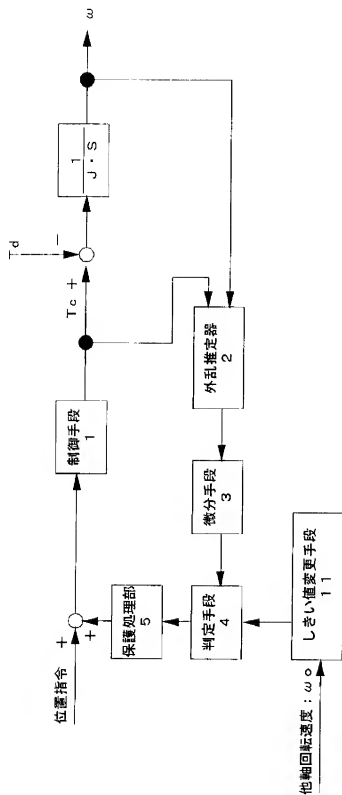 位置指令
+
+
制御手段
1
Tc
+
Td
−
1
J・S
ω
外乱推定器
2
微分手段
3
判定手段
4
保護処理部
5
しきい値変更手段
11
他軸回転速度：ωo